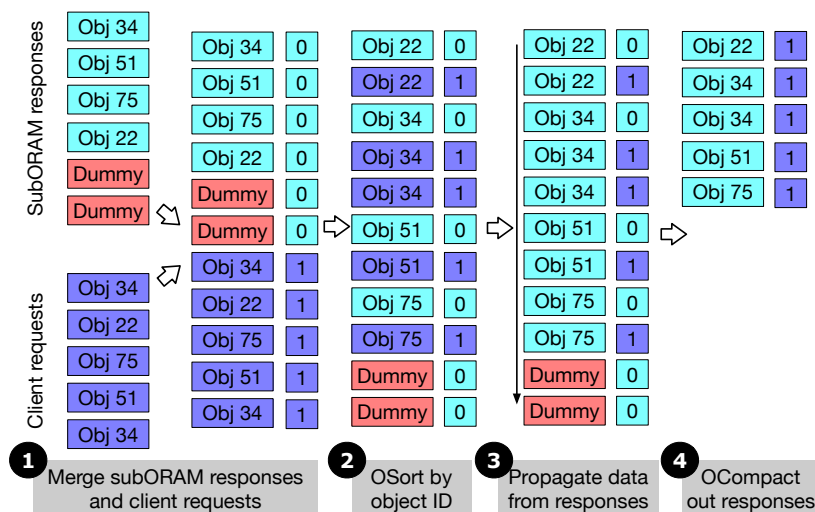 SubORAM responses
Obj 34
Obj 51
Obj 75
Obj 22
Dummy
Dummy
Client requests
Obj 34
Obj 22
Obj 75
Obj 51
Obj 34
Obj 34 0
Obj 51 0
Obj 75 0
Obj 22 0
Dummy 0
Dummy 0
Obj 34 1
Obj 22 1
Obj 75 1
Obj 51 1
Obj 34 1
1
Merge subORAM responses
and client requests
Obj 22 0
Obj 22 1
Obj 34 0
Obj 34 1
Obj 34 1
Obj 51 0
Obj 51 1
Obj 75 0
Obj 75 1
Dummy 0
Dummy 0
2
OSort by
object ID
Obj 22 0
Obj 22 1
Obj 34 0
Obj 34 1
Obj 34 1
Obj 51 0
Obj 51 1
Obj 75 0
Obj 75 1
Dummy 0
Dummy 0
3
Propagate data
from responses
Obj 22 1
Obj 34 1
Obj 34 1
Obj 51 1
Obj 75 1
4
OCompact
out responses